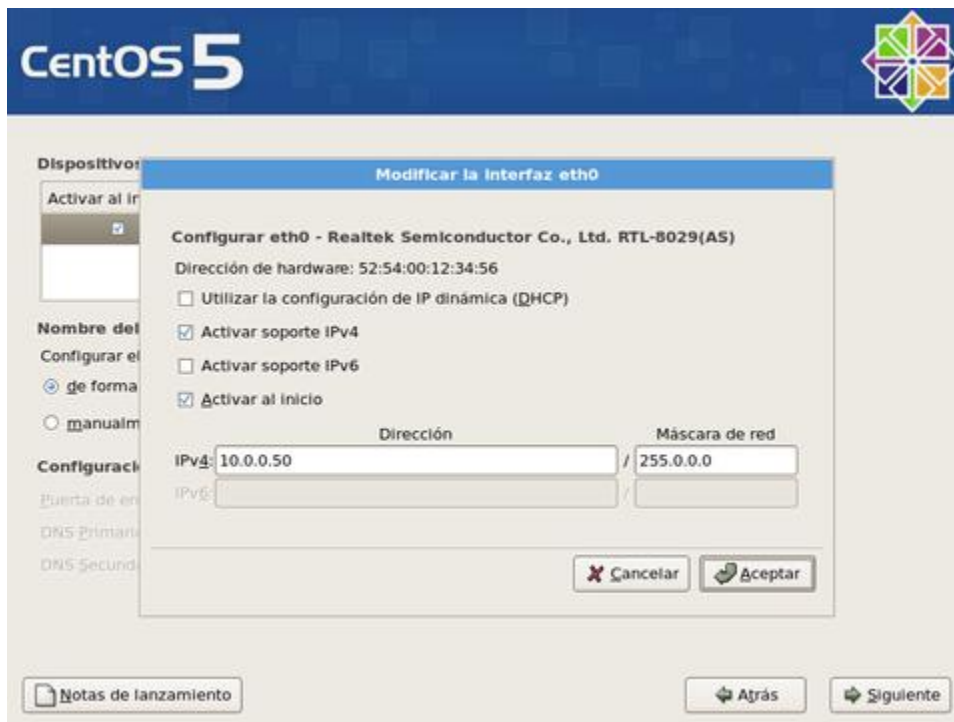 CentOS 5
Dispositivos
Modificar la interfaz eth0
Activar al in
Configurar eth0 - Realtek Semiconductor Co., Ltd. RTL-8029(AS)
Dirección de hardware: 52:54:00:12:34:56
Utilizar la configuración de IP dinámica (DHCP)
Nombre del
Activar soporte IPv4
Configurar el
Activar soporte IPv6
de forma
Activar al inicio
manualm
Dirección
Máscara de red
Configuraci
IPv4: 10.0.0.50 / 255.0.0.0
IPv6: /
Puerta de en
DNS Primari
DNS Secund
Cancelar
Aceptar
Notas de lanzamiento
Atrás
Siguiente